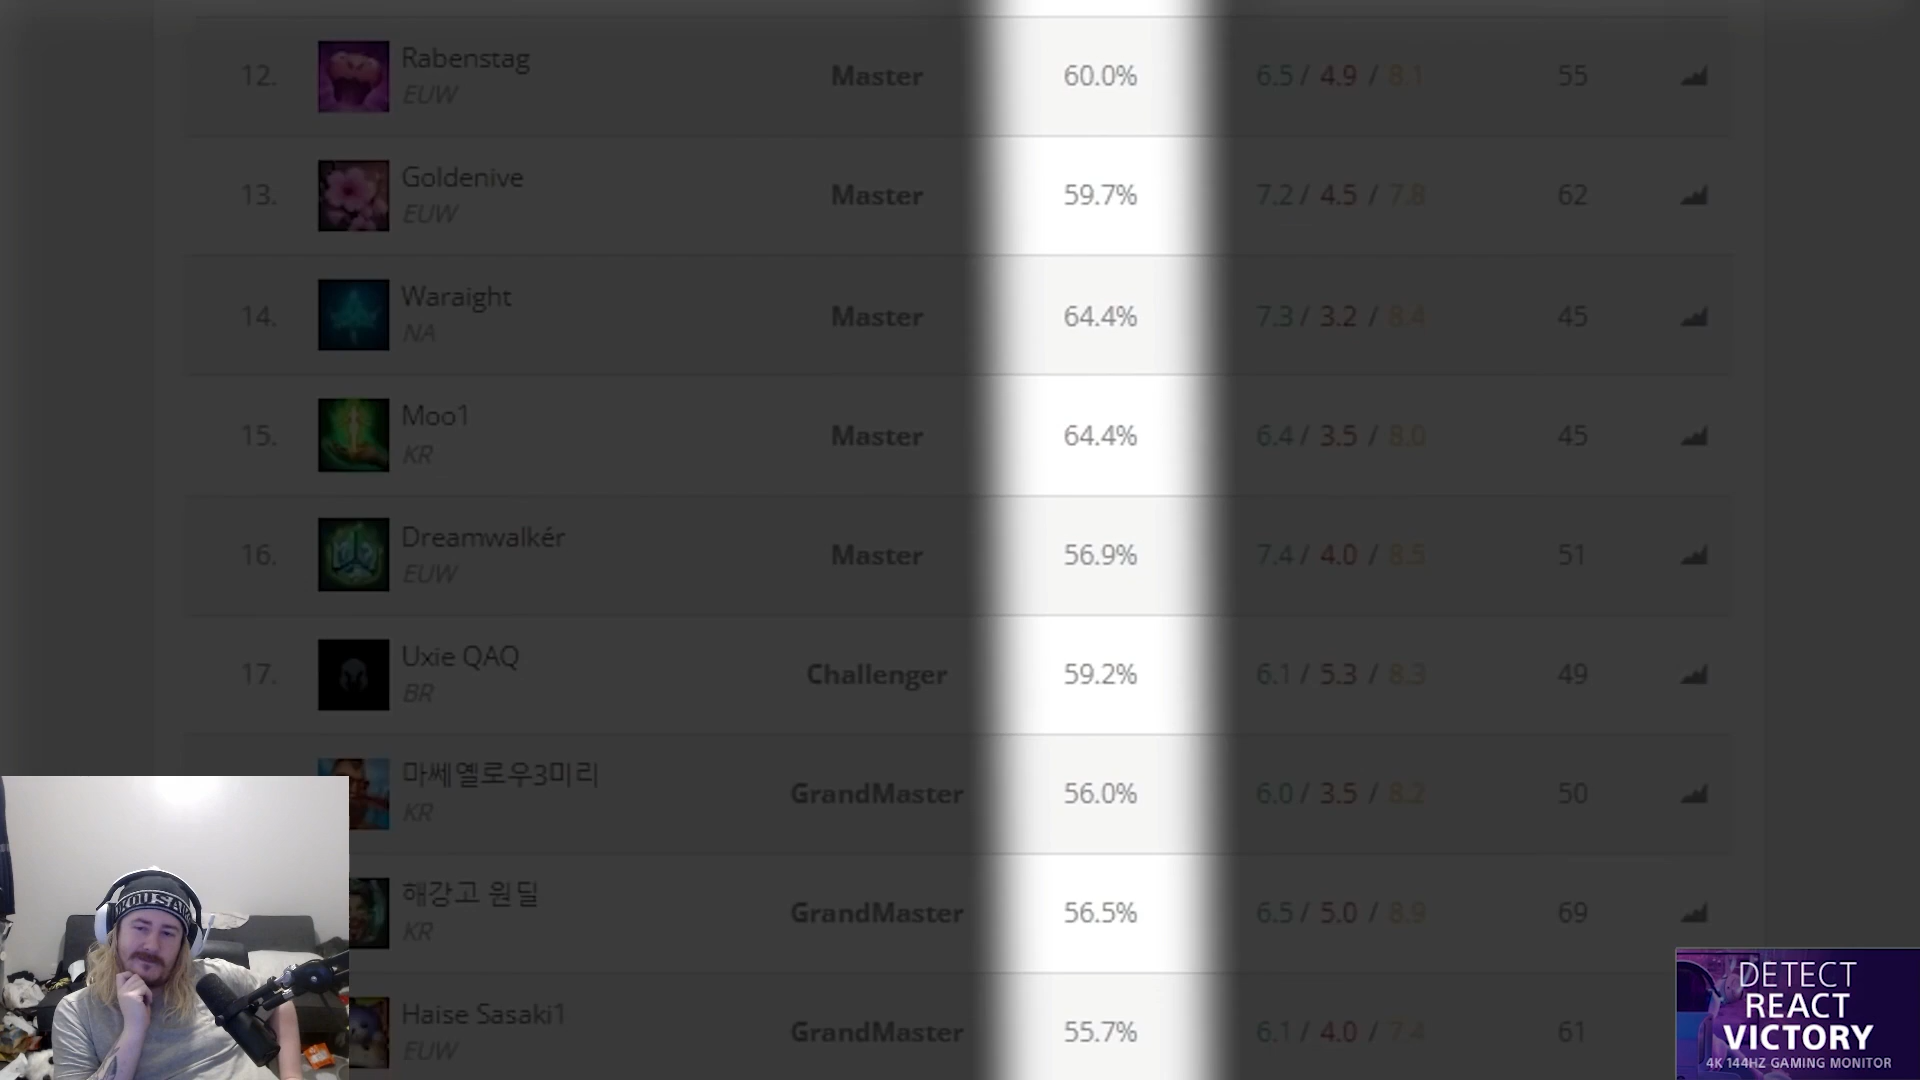 12. Rabenstag EUW Master 60.0% 6.5 / 4.9 / 8.1 55
13. Goldenive EUW Master 59.7% 7.2 / 4.5 / 7.8 62
14. Waraight NA Master 64.4% 7.3 / 3.2 / 8.4 45
15. Moo1 KR Master 64.4% 6.4 / 3.5 / 8.0 45
16. Dreamwalkér EUW Master 56.9% 7.4 / 4.0 / 8.5 51
17. Uxie QAQ BR Challenger 59.2% 6.1 / 5.3 / 8.3 49
마쎄옐로우3미리 KR GrandMaster 56.0% 6.0 / 3.5 / 8.2 50
해강고 원딜 KR GrandMaster 56.5% 6.5 / 5.0 / 8.9 69
Haise Sasaki1 EUW GrandMaster 55.7% 6.1 / 4.0 / 7.4 61
DETECT
REACT
VICTORY
4K 144HZ GAMING MONITOR